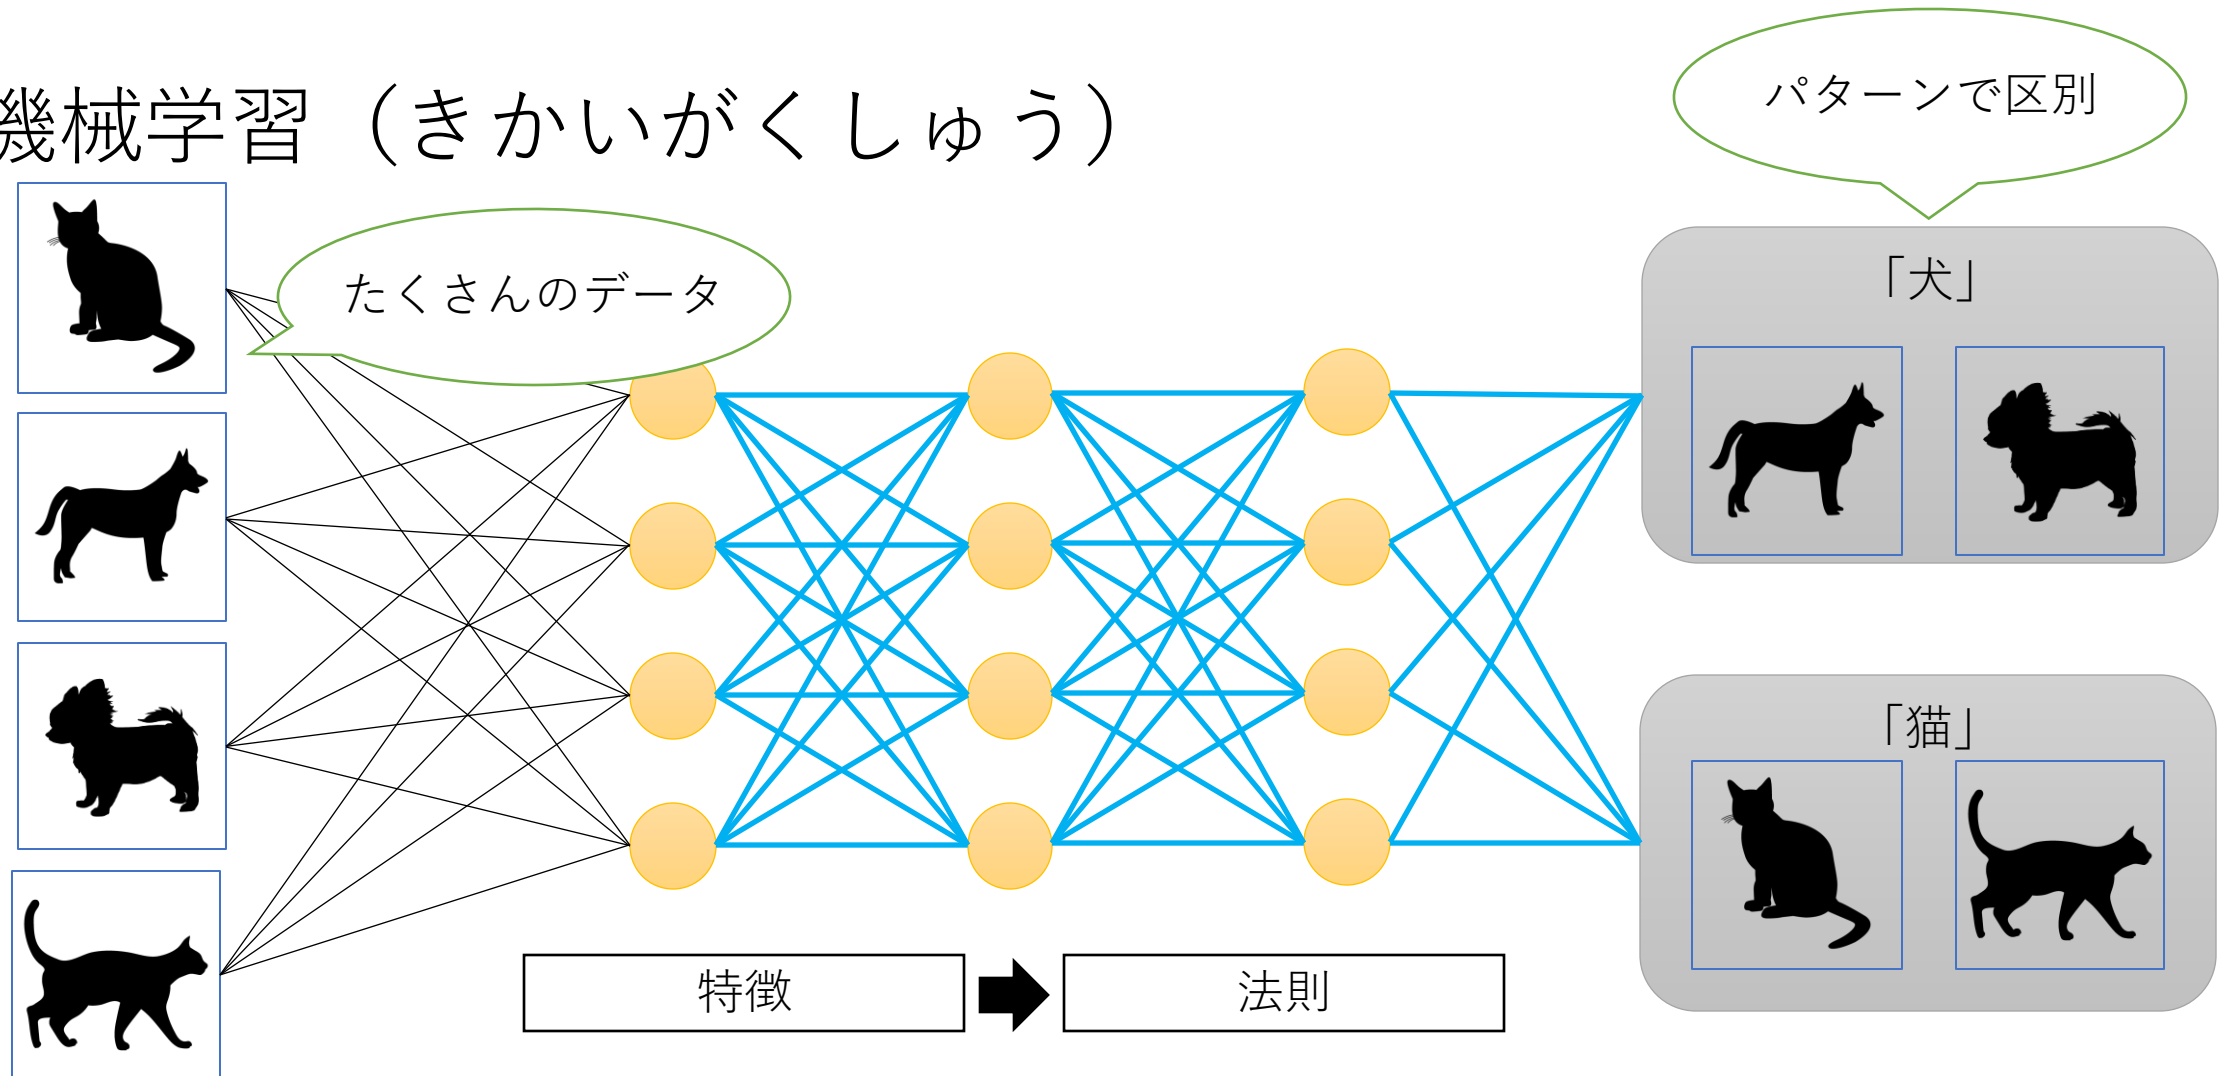 機械学習（きかいがくしゅう）
パターンで区別
たくさんのデータ
「犬」
「猫」
特徴
法則